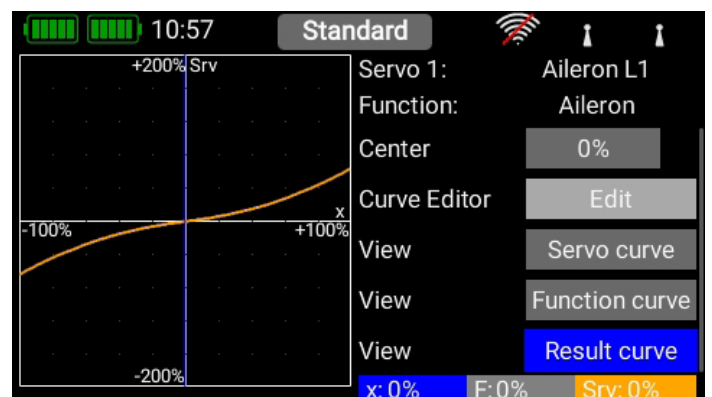 10:57 Standard
+200% Srv
-100%
x
+100%
-200%
Servo 1: Aileron L1
Function: Aileron
Center 0%
Curve Editor Edit
View Servo curve
View Function curve
View Result curve
x: 0% F: 0% Srv: 0%